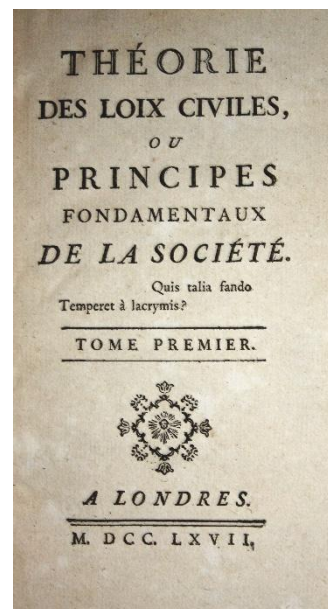 THÉORIE
DES LOIX CIVILES,
OU
PRINCIPES
FONDAMENTAUX
DE LA SOCIÉTÉ.
Quis talia fando
Temperet à lacrymis?
TOME PREMIER.
A LONDRES.
M. DCC. LXVII.